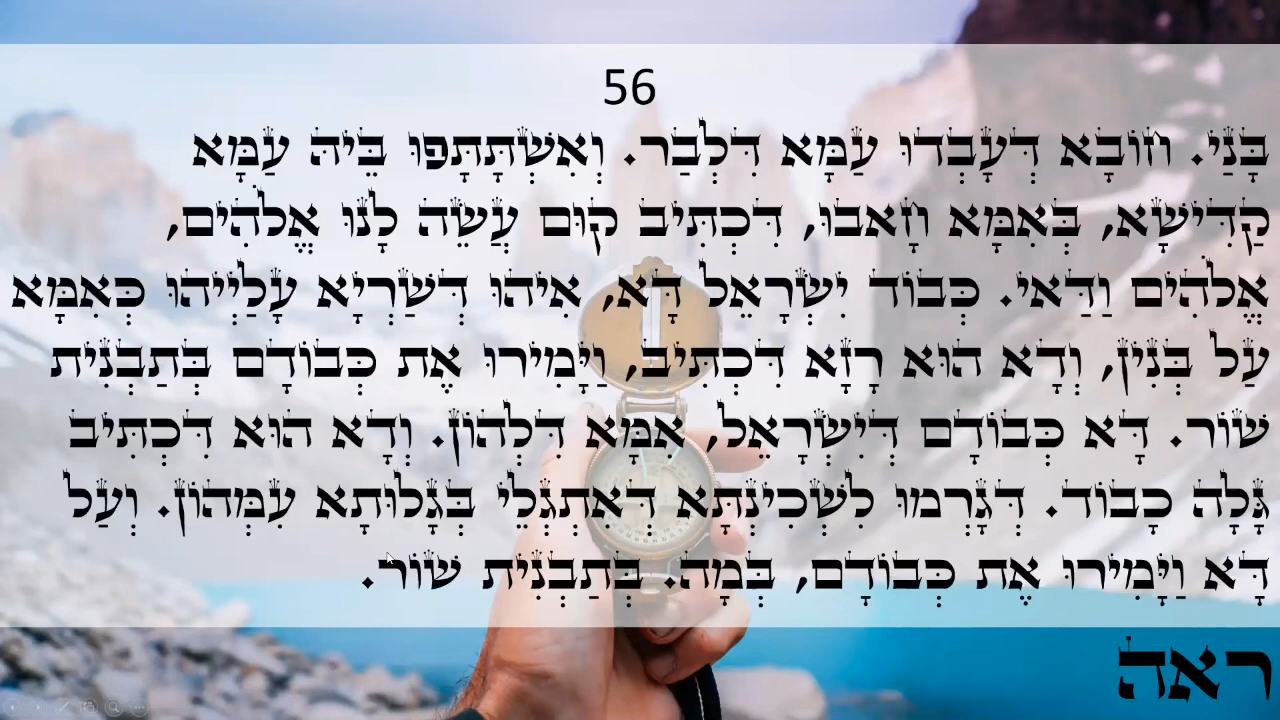 56
בָּנַי. חוֹבָא דְּעָבְדוּ עַמָּא דִּלְבַר. וְאִשְׁתָּתָּפוּ בֵּיהּ עַמָּא
קַדִּישָׁא, בְּאִמָּא חָזָאבוּ, דִּכְתִּיב קוּם עֲשֵׂה לָנוּ אֱלֹהִים,
אֱלֹהִים וַדַּאי. כְּבוֹד יִשְׂרָאֵל דָּא, אִיהוּ דְּשַׁרְיָא עָלַיְיהוּ כְּאִמָּא
עַל בְּנִין, וְדָא הוּא רָזָא דִּכְתִּיב, וַיָּמִירוּ אֶת כְּבוֹדָם בְּתַבְנִית
שׁוֹר. דָּא כְּבוֹדָם דְּיִשְׂרָאֵל, אִמָּא דִּלְהוֹן. וְדָא הוּא דִּכְתִּיב
גָּלָה כָבוֹד. דְּגָרְמוּ לִשְׁכִינְתָּא דְּאִתְגְּלֵי בְּגָלוּתָא עִמְּהוֹן. וְעַל
דָּא וַיָּמִירוּ אֶת כְּבוֹדָם, בְּמָה. בְּתַבְנִית שׁוֹר.
ראה